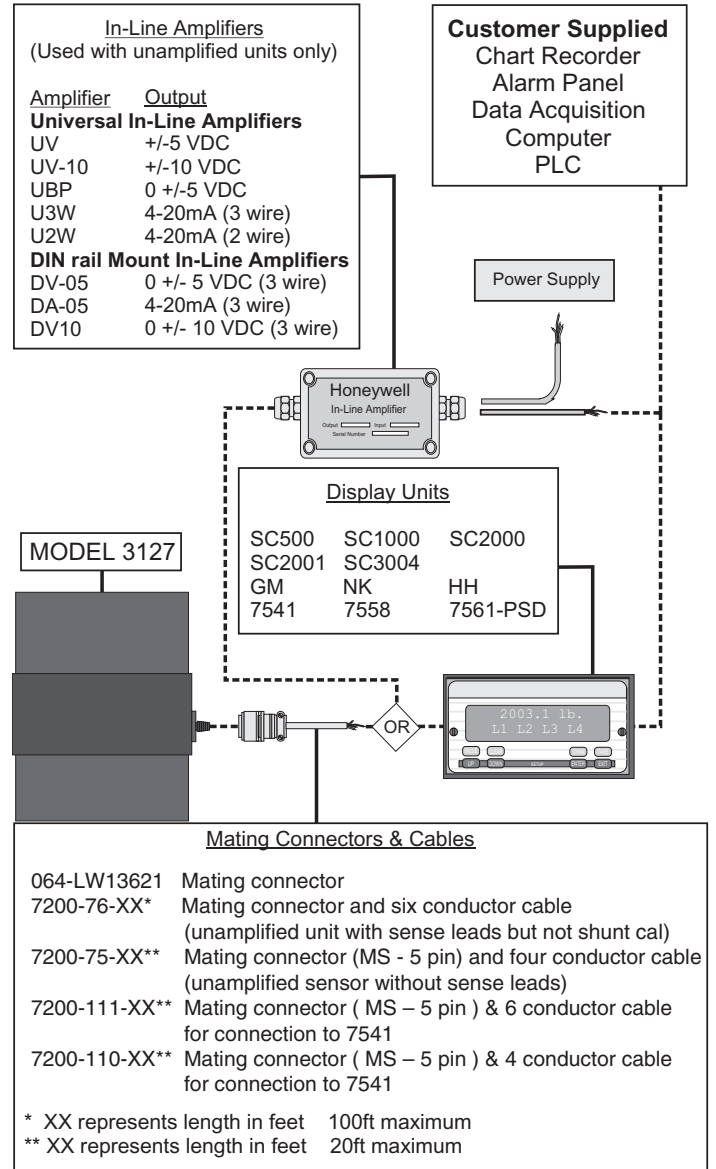 In-Line Amplifiers
(Used with unamplified units only)
Amplifier Output
Universal In-Line Amplifiers
UV +/-5 VDC
UV-10 +/-10 VDC
UBP 0 +/-5 VDC
U3W 4-20mA (3 wire)
U2W 4-20mA (2 wire)
DIN rail Mount In-Line Amplifiers
DV-05 0 +/- 5 VDC (3 wire)
DA-05 4-20mA (3 wire)
DV10 0 +/- 10 VDC (3 wire)
Customer Supplied
Chart Recorder
Alarm Panel
Data Acquisition
Computer
PLC
Power Supply
Honeywell
In-Line Amplifier
Output Input
Serial Number
Display Units
SC500 SC1000 SC2000
SC2001 SC3004
GM NK HH
7541 7558 7561-PSD
MODEL 3127
OR
2003.1 lb.
L1 L2 L3 L4
UP DOWN SETUP ENTER EXIT
Mating Connectors & Cables
064-LW13621 Mating connector
7200-76-XX* Mating connector and six conductor cable
(unamplified unit with sense leads but not shunt cal)
7200-75-XX** Mating connector (MS - 5 pin) and four conductor cable
(unamplified sensor without sense leads)
7200-111-XX** Mating connector ( MS – 5 pin ) & 6 conductor cable
for connection to 7541
7200-110-XX** Mating connector ( MS – 5 pin ) & 4 conductor cable
for connection to 7541
* XX represents length in feet 100ft maximum
** XX represents length in feet 20ft maximum